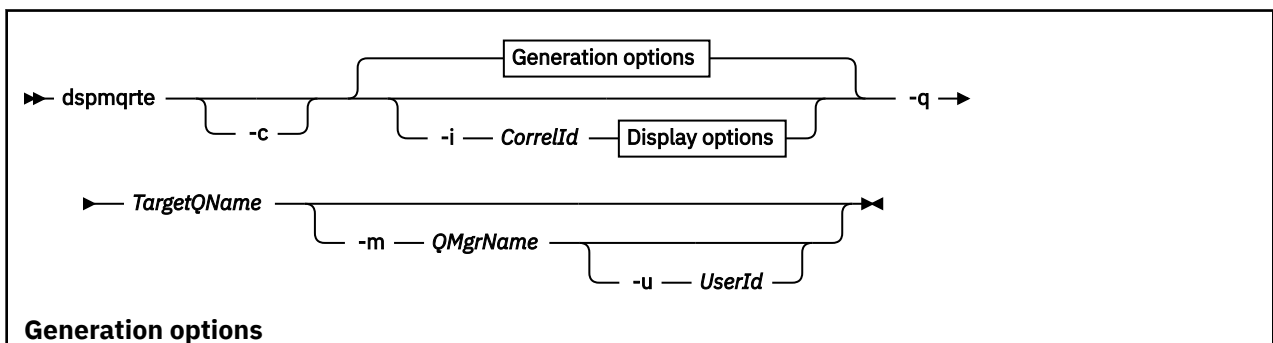 Generation options
dspmqrte -q
-c
-i CorrelId Display options
TargetQName
-m QMgrName
-u UserId
Generation options